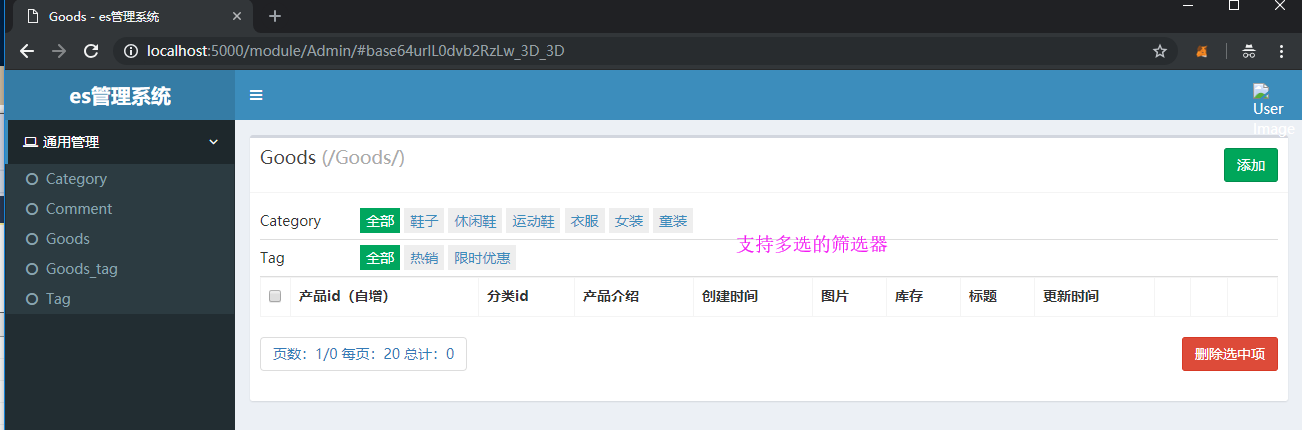 Goods - es管理系统
localhost:5000/module/Admin/#base64urlL0dvb2RzLw_3D_3D
es管理系统
User Image
通用管理
Category
Comment
Goods
Goods_tag
Tag
Goods (/Goods/)
添加
Category 全部 鞋子 休闲鞋 运动鞋 衣服 女装 童装
支持多选的筛选器
Tag 全部 热销 限时优惠
产品id（自增） 分类id 产品介绍 创建时间 图片 库存 标题 更新时间
页数：1/0 每页：20 总计：0
删除选中项